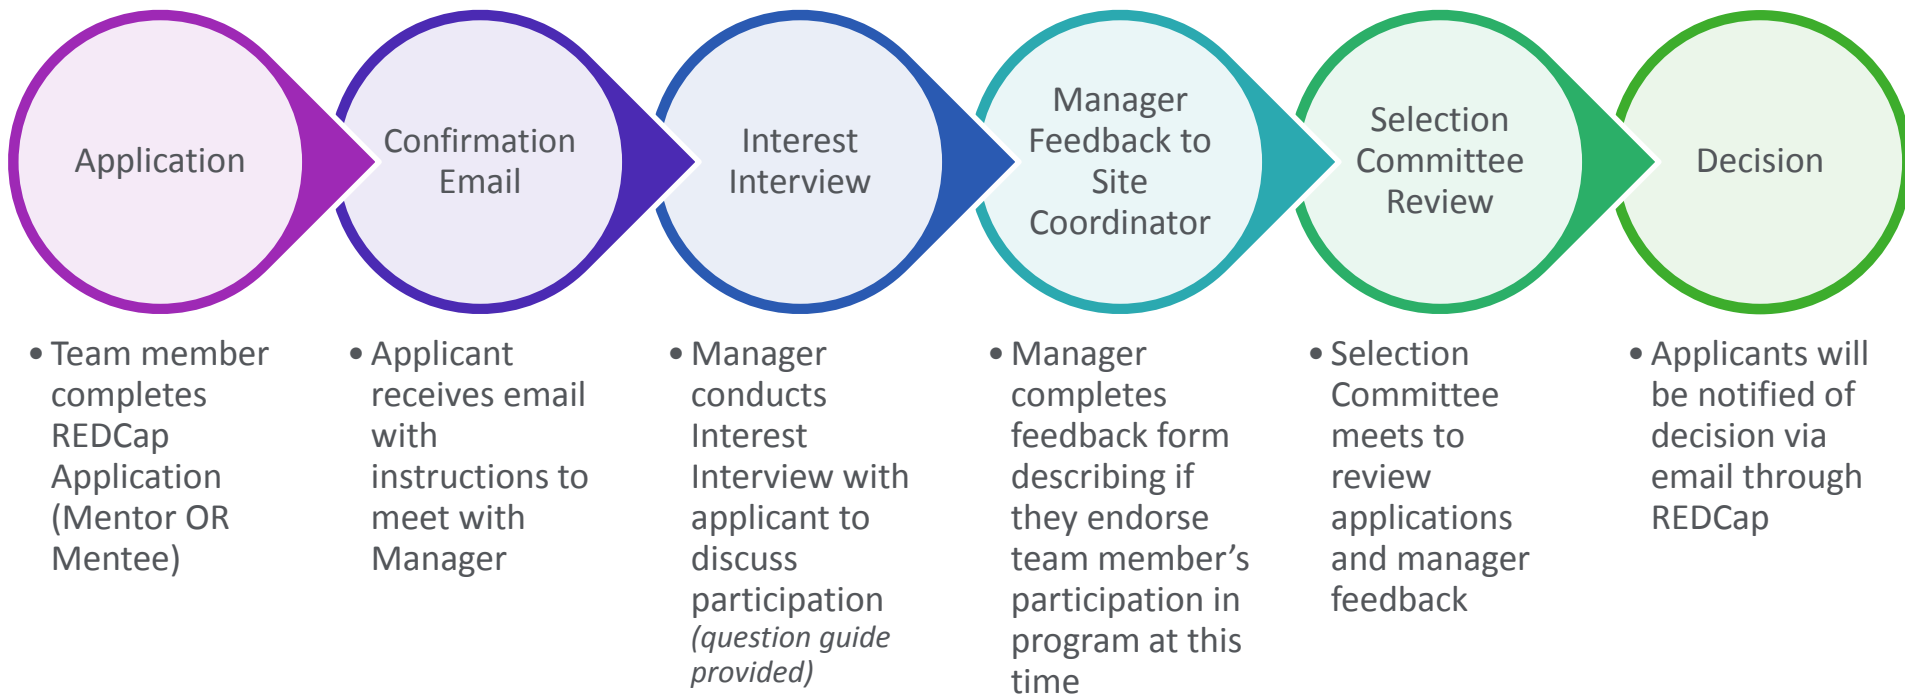 Application
Confirmation
Email
Interest
Interview
Manager
Feedback to
Site
Coordinator
Selection
Committee
Review
Decision
• Team member
completes
REDCap
Application
(Mentor OR
Mentee)
• Applicant
receives email
with
instructions to
meet with
Manager
• Manager
conducts
Interest
Interview with
applicant to
discuss
participation
(question guide
provided)
• Manager
completes
feedback form
describing if
they endorse
team member’s
participation in
program at this
time
• Selection
Committee
meets to
review
applications
and manager
feedback
• Applicants will
be notified of
decision via
email through
REDCap